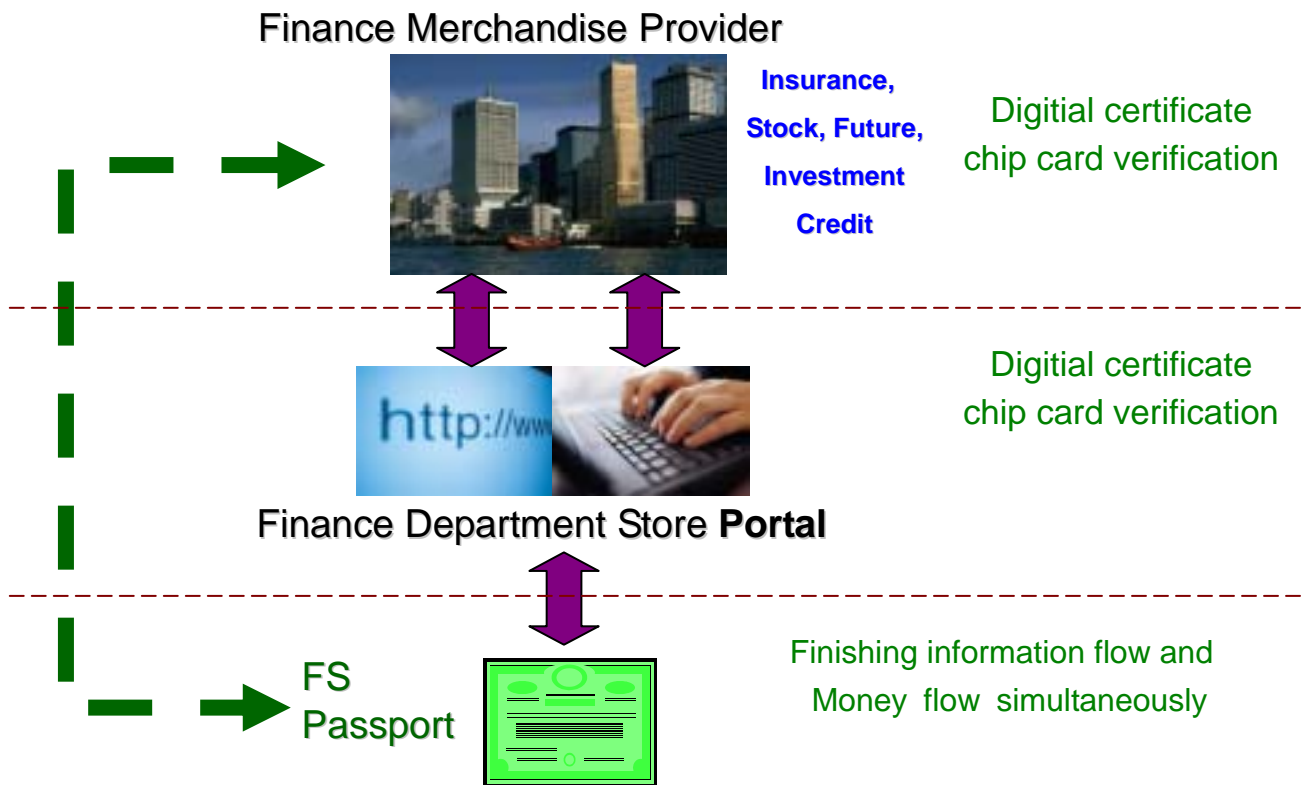 Finance Merchandise Provider
Insurance,
Stock, Future,
Investment
Credit
Digitial certificate
chip card verification
http://www
Digitial certificate
chip card verification
Finance Department Store Portal
FS
Passport
Finishing information flow and
Money flow simultaneously